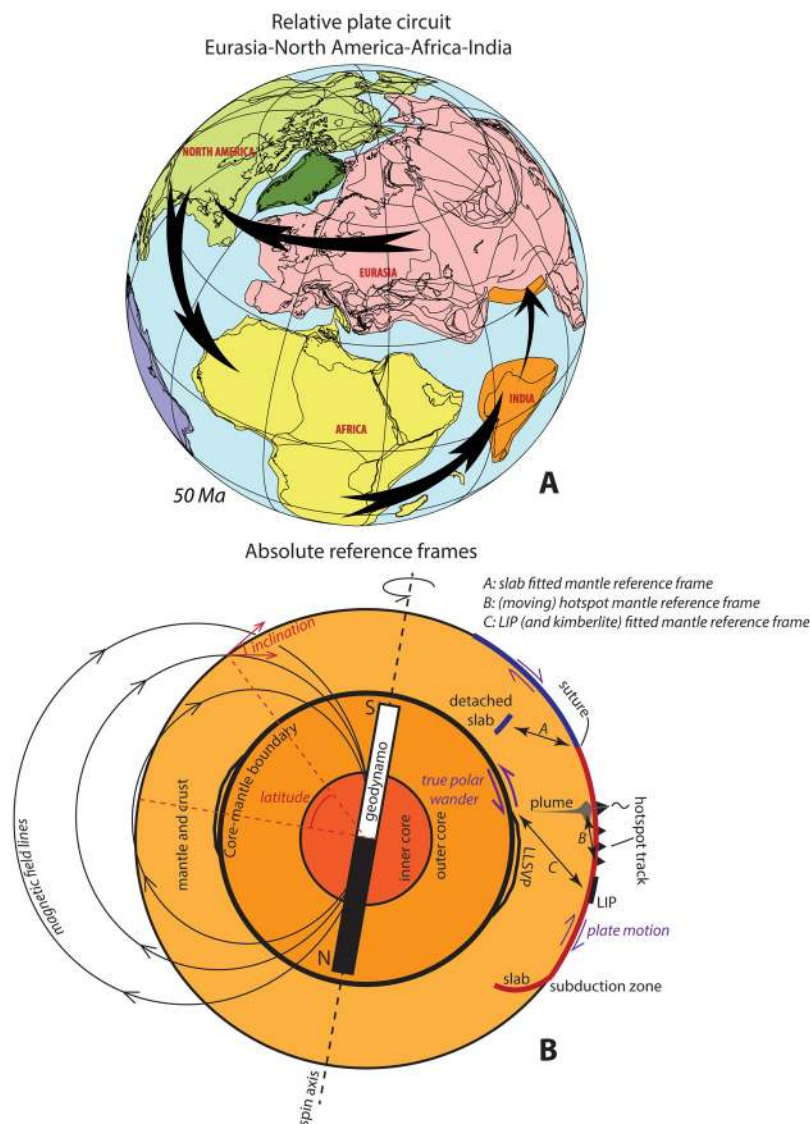 Relative plate circuit
Eurasia-North America-Africa-India
NORTH AMERICA
EURASIA
AFRICA
INDIA
50 Ma
A
Absolute reference frames
A: slab fitted mantle reference frame
B: (moving) hotspot mantle reference frame
C: LIP (and kimberlite) fitted mantle reference frame
inclination
S
detached
slab
A
suture
Core-mantle boundary
geodynamo
true polar
wander
plume
hotspot
track
latitude
B
magnetic field lines
mantle and crust
inner core
outer core
LLSVP
C
LIP
plate motion
N
slab
subduction zone
B
spin axis